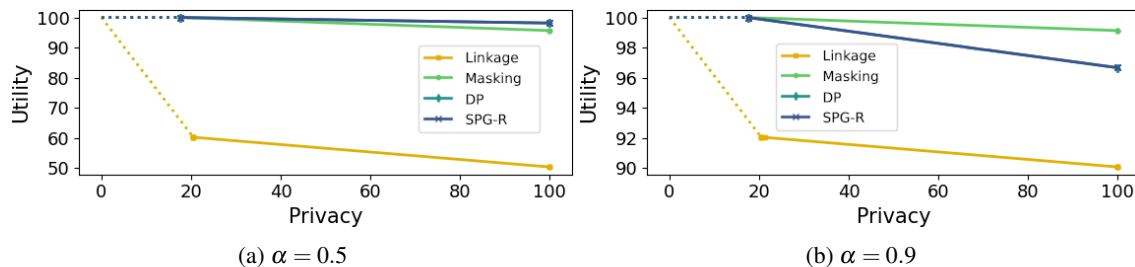 100
90
80
70
60
50
Utility
0
20
40
60
80
100
Privacy
Linkage
Masking
DP
SPG-R
(a) α = 0.5
100
98
96
94
92
90
Utility
0
20
40
60
80
100
Privacy
Linkage
Masking
DP
SPG-R
(b) α = 0.9